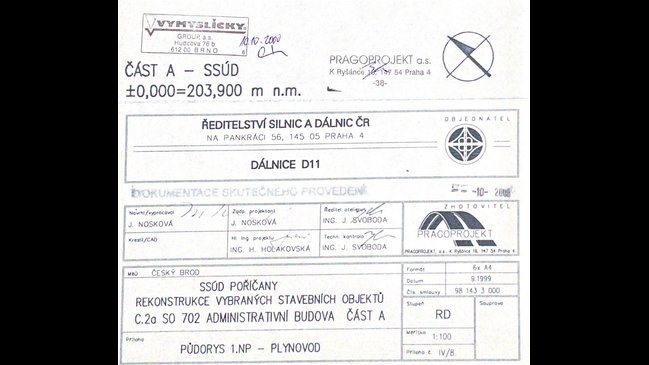 VYMYSLICKÝ
GROUP, a.s.
Hudcova 76 b
612 00 BRNO
6
ČÁST A – SSÚD
±0,000=203,900 m n.m.
PRAGOPROJEKT a.s.
K Ryšánce 16, 147 54 Praha 4
-38-
ŘEDITELSTVÍ SILNIC A DÁLNIC ČR
NA PANKRÁCI 56, 145 05 PRAHA 4
DÁLNICE D11
OBJEDNATEL
DOKUMENTACE SKUTEČNÉHO PROVEDENÍ
Navrhl/vypracoval
J. NOSKOVÁ
Zodp. projektant
J. NOSKOVÁ
Ředitel atelieru
ING. J. SVOBODA
Kreslil/CAD
Hl. ing. projektu
ING. H. HOLAKOVSKÁ
Techn. kontrola
ING. J. SVOBODA
ZHOTOVITEL
PRAGOPROJEKT
PRAGOPROJEKT, a.s. K RYŠÁNCE 16, 147 54 PRAHA 4
MěÚ ČESKÝ BROD
SSÚD POŘÍČANY
REKONSTRUKCE VYBRANÝCH STAVEBNÍCH OBJEKTŮ
C.2a SO 702 ADMINISTRATIVNÍ BUDOVA ČÁST A
Příloha
PŮDORYS 1.NP – PLYNOVOD
Formát 6x A4
Datum 9.1999
Čís. smlouvy 98 143 3 000
Stupeň
RD
Souprava
Měřítko
1:100
Příloha č. IV/8.